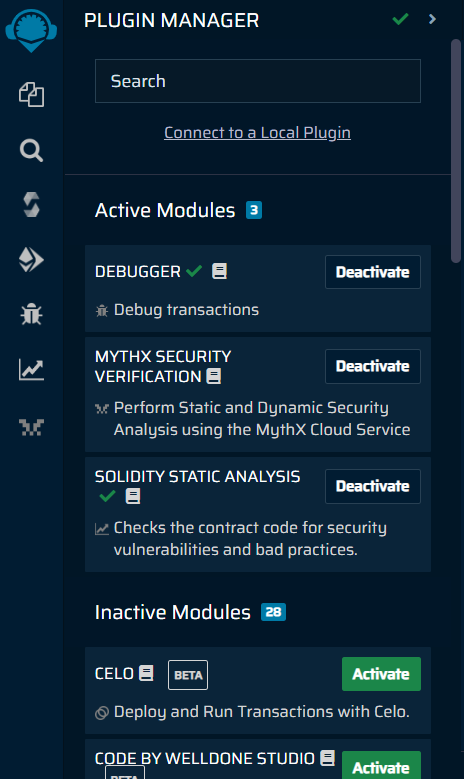 PLUGIN MANAGER
Search
Connect to a Local Plugin
Active Modules 3
DEBUGGER
Deactivate
Debug transactions
MYTHX SECURITY
VERIFICATION
Deactivate
Perform Static and Dynamic Security
Analysis using the MythX Cloud Service
SOLIDITY STATIC ANALYSIS
Deactivate
Checks the contract code for security
vulnerabilities and bad practices.
Inactive Modules 28
CELO BETA
Activate
Deploy and Run Transactions with Celo.
CODE BY WELLDONE STUDIO
BETA
Activate